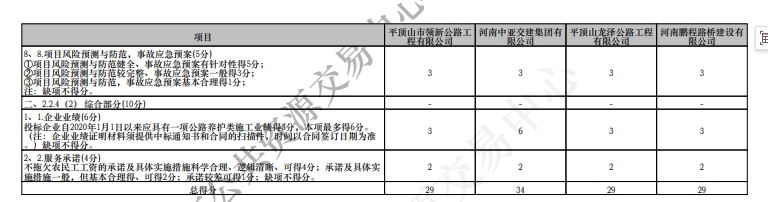 项目 平顶山市领新公路工程有限公司 河南中亚交建集团有限公司 平顶山龙泽公路工程有限公司 河南鹏程路桥建设有限公司
8、8.项目风险预测与防范，事故应急预案(5分)
①项目风险预测与防范健全、事故应急预案有针对性得5分；
②项目风险预测与防范较完整、事故应急预案一般得3分；
③项目风险预测与防范，事故应急预案基本合理得1分；
注：缺项不得分。
3 3 3 3
二、2.2.4（2） 综合部分(10分) - - - -
1、1.企业业绩(6分)
投标企业自2020年1月1日以来应具有一项公路养护类施工业绩得3分，本项最多得6分。
（注：企业业绩证明材料须提供中标通知书和合同的扫描件，时间以合同签订日期为准
。）缺项不得分。
3 6 3 3
2、2.服务承诺(4分)
不拖欠农民工工资的承诺及具体实施措施科学合理、逻辑清晰、可得4分；承诺及具体实
施措施一般，但基本合理得、可得2分；承诺较差可得1分；缺项不得分。
2 2 2 2
总得分 29 34 29 29
公共资源交易中心
交易中心